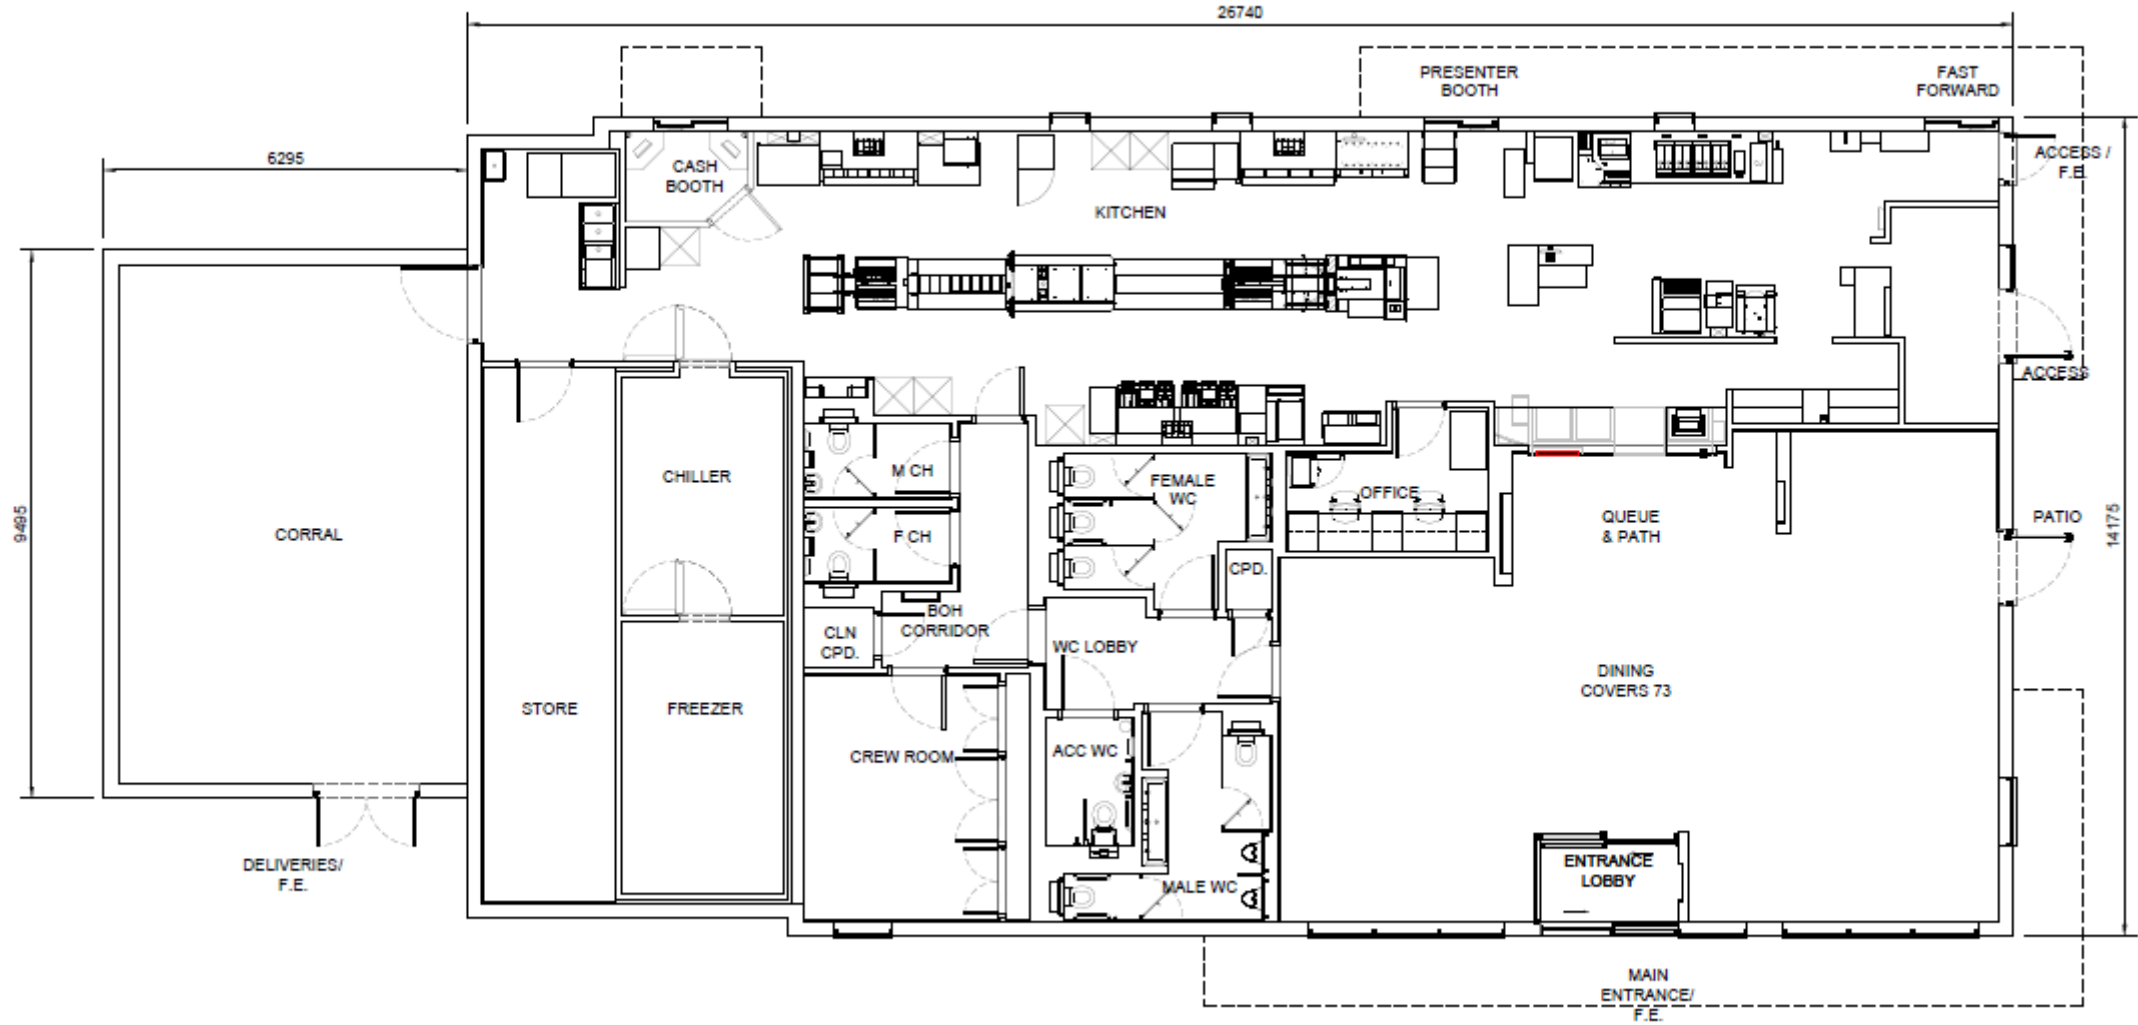 26740
PRESENTER
BOOTH
FAST
FORWARD
6295
CASH
BOOTH
ACCESS /
F.E.
KITCHEN
ACCESS
M CH
FEMALE
WC
CHILLER
OFFICE
QUEUE
& PATH
PATIO
14175
9495
CORRAL
F CH
CPD.
BOH
CORRIDOR
CLN
CPD.
WC LOBBY
DINING
COVERS 73
STORE
FREEZER
CREW ROOM
ACC WC
DELIVERIES/
F.E.
ENTRANCE
LOBBY
MALE WC
MAIN
ENTRANCE/
F.E.